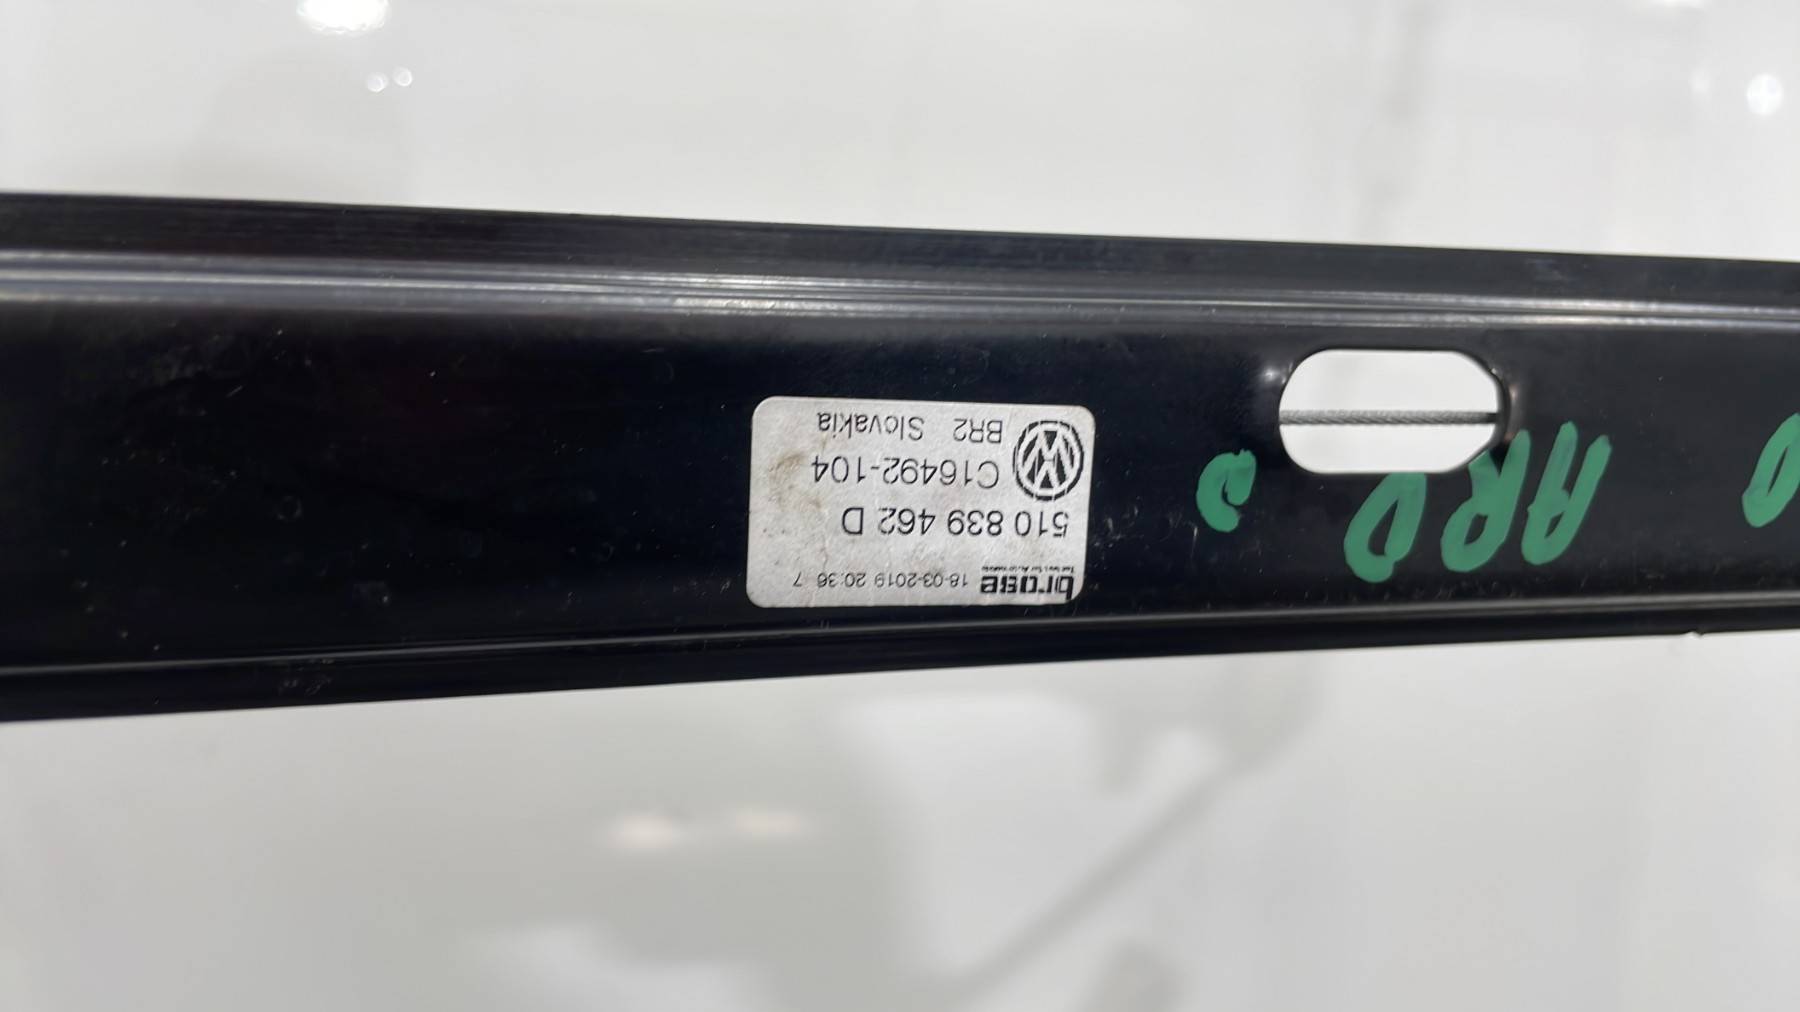 brose 18-03-2019 20:36 7
510 839 462 D
C16492-104
BR2 Slovakia
ARD